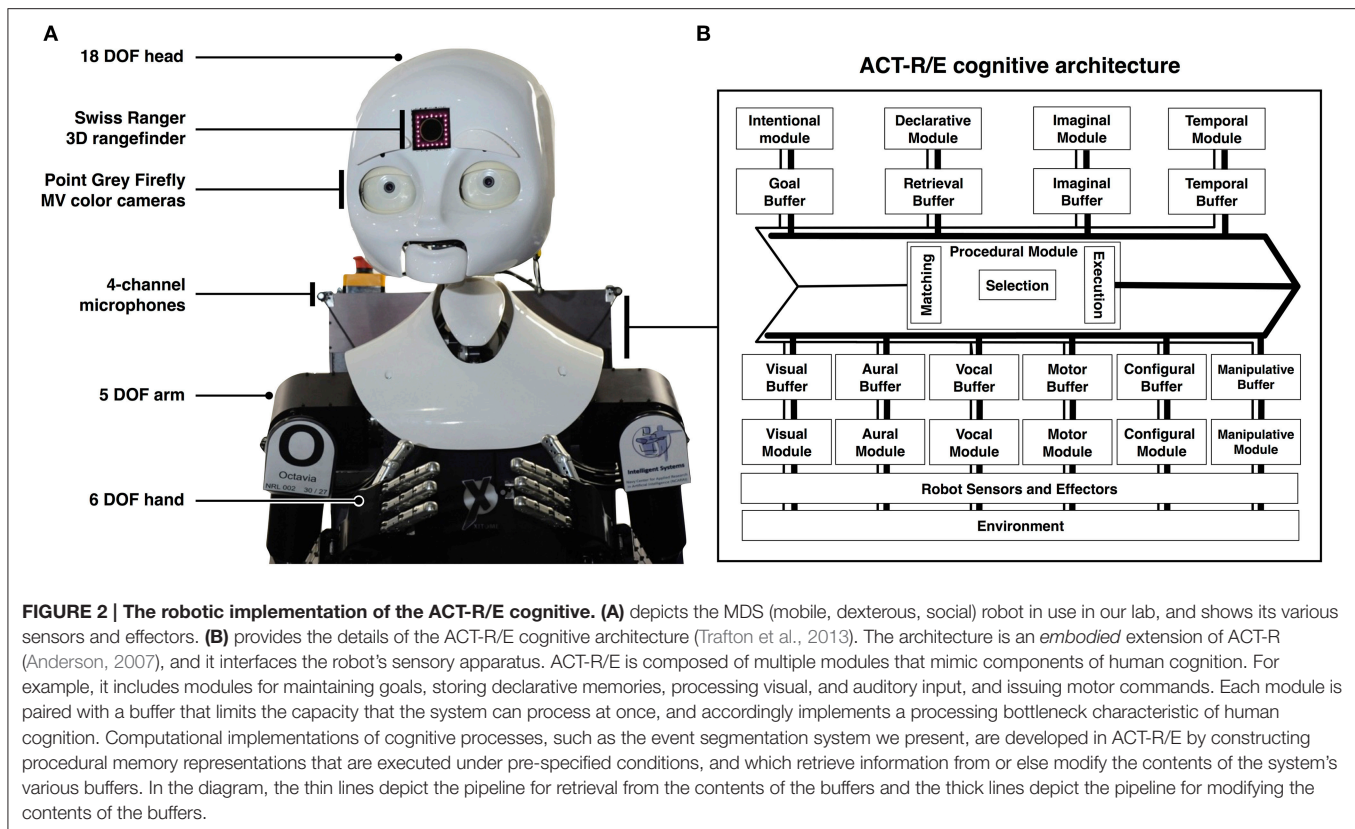 A
18 DOF head
Swiss Ranger
3D rangefinder
Point Grey Firefly
MV color cameras
4-channel
microphones
5 DOF arm
6 DOF hand
O
Octavia
NRL 002 30 / 27
Intelligent Systems
X
B
ACT-R/E cognitive architecture
Intentional
module
Declarative
Module
Imaginal
Module
Temporal
Module
Goal
Buffer
Retrieval
Buffer
Imaginal
Buffer
Temporal
Buffer
Procedural Module
Matching
Selection
Execution
Visual
Buffer
Aural
Buffer
Vocal
Buffer
Motor
Buffer
Configural
Buffer
Manipulative
Buffer
Visual
Module
Aural
Module
Vocal
Module
Motor
Module
Configural
Module
Manipulative
Module
Robot Sensors and Effectors
Environment
FIGURE 2 | The robotic implementation of the ACT-R/E cognitive. (A) depicts the MDS (mobile, dexterous, social) robot in use in our lab, and shows its various
sensors and effectors. (B) provides the details of the ACT-R/E cognitive architecture (Trafton et al., 2013). The architecture is an embodied extension of ACT-R
(Anderson, 2007), and it interfaces the robot's sensory apparatus. ACT-R/E is composed of multiple modules that mimic components of human cognition. For
example, it includes modules for maintaining goals, storing declarative memories, processing visual, and auditory input, and issuing motor commands. Each module is
paired with a buffer that limits the capacity that the system can process at once, and accordingly implements a processing bottleneck characteristic of human
cognition. Computational implementations of cognitive processes, such as the event segmentation system we present, are developed in ACT-R/E by constructing
procedural memory representations that are executed under pre-specified conditions, and which retrieve information from or else modify the contents of the system's
various buffers. In the diagram, the thin lines depict the pipeline for retrieval from the contents of the buffers and the thick lines depict the pipeline for modifying the
contents of the buffers.